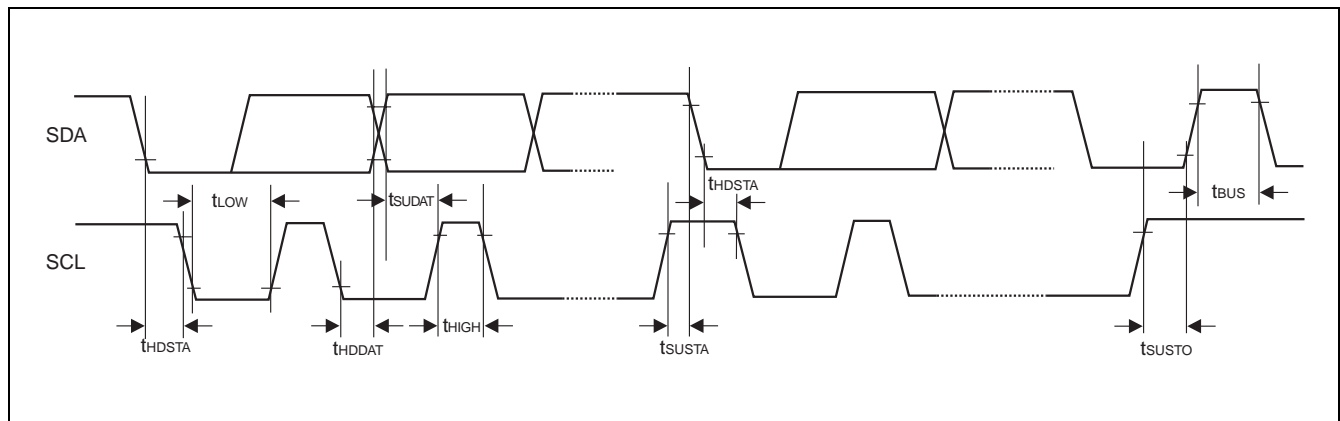 SDA
tLOW
tSUDAT
tHDSTA
tBUS
SCL
tHDSTA
tHDDAT
tHIGH
tSUSTA
tSUSTO